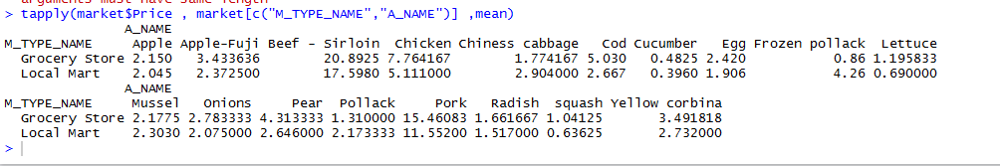 arguments must have same length
> tapply(market$Price , market[c("M_TYPE_NAME","A_NAME")] ,mean)
               A_NAME
M_TYPE_NAME     Apple Apple-Fuji Beef - Sirloin  Chicken Chiness cabbage   Cod Cucumber   Egg Frozen pollack  Lettuce
  Grocery Store 2.150   3.433636        20.8925 7.764167        1.774167 5.030   0.4825 2.420           0.86 1.195833
  Local Mart    2.045   2.372500        17.5980 5.111000        2.904000 2.667   0.3960 1.906           4.26 0.690000
               A_NAME
M_TYPE_NAME     Mussel   Onions     Pear  Pollack     Pork   Radish  squash Yellow corbina
  Grocery Store 2.1775 2.783333 4.313333 1.310000 15.46083 1.661667 1.04125       3.491818
  Local Mart    2.3030 2.075000 2.646000 2.173333 11.55200 1.517000 0.63625       2.732000
>